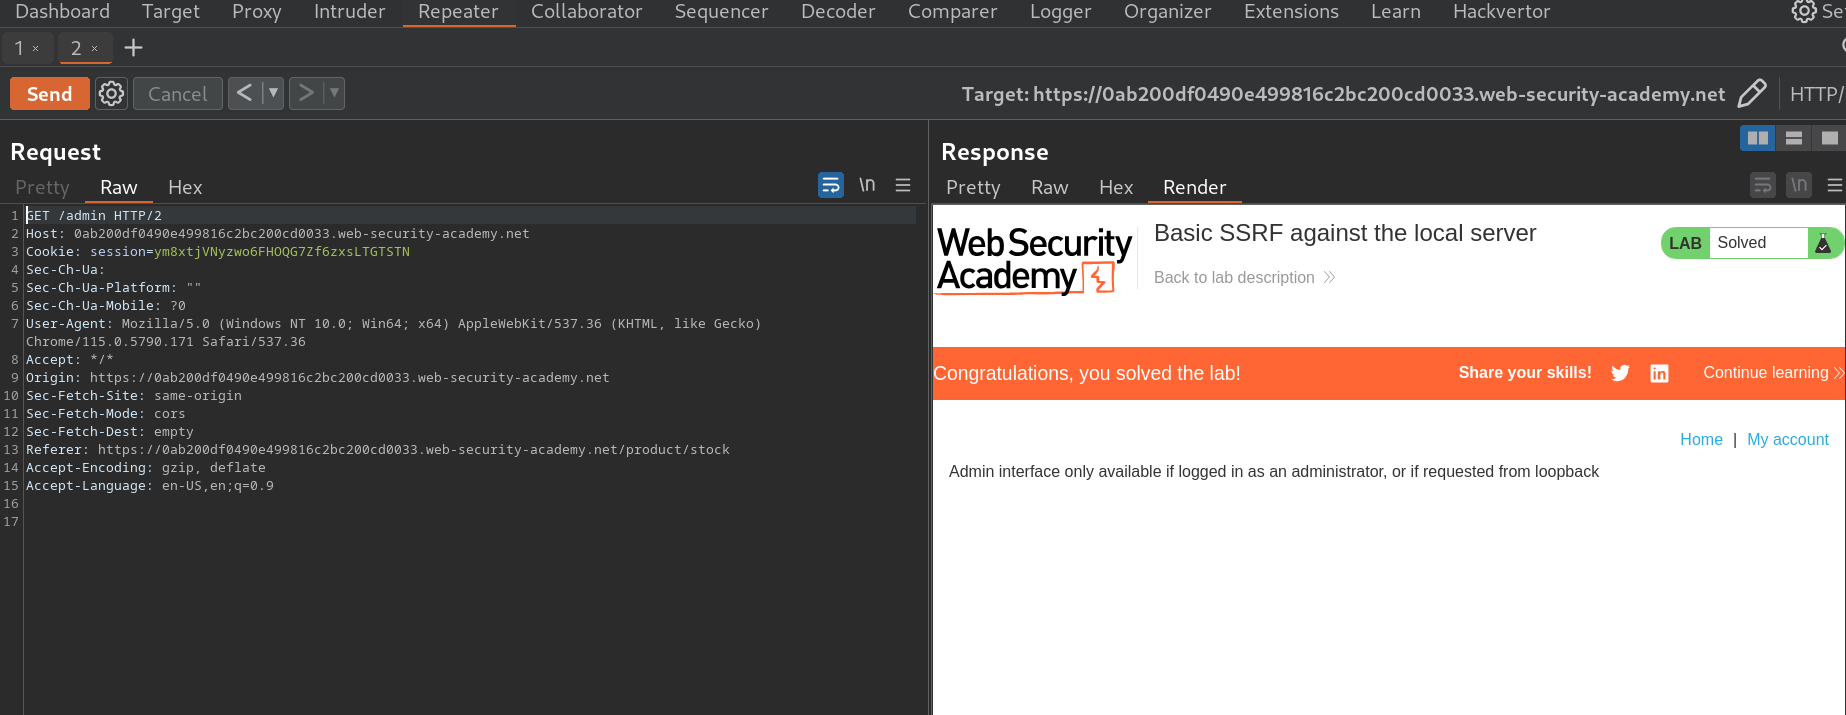 Dashboard Target Proxy Intruder Repeater Collaborator Sequencer Decoder Comparer Logger Organizer Extensions Learn Hackvertor
1 × 2 × +
Send Cancel < ▼ > ▼ Target: https://0ab200df0490e499816c2bc200cd0033.web-security-academy.net HTTP/
Request
Pretty Raw Hex \n
1 GET /admin HTTP/2
2 Host: 0ab200df0490e499816c2bc200cd0033.web-security-academy.net
3 Cookie: session=ym8xtjVNyzwo6FHOQG7Zf6zxsLTGTSTN
4 Sec-Ch-Ua:
5 Sec-Ch-Ua-Platform: ""
6 Sec-Ch-Ua-Mobile: ?0
7 User-Agent: Mozilla/5.0 (Windows NT 10.0; Win64; x64) AppleWebKit/537.36 (KHTML, like Gecko)
Chrome/115.0.5790.171 Safari/537.36
8 Accept: */*
9 Origin: https://0ab200df0490e499816c2bc200cd0033.web-security-academy.net
10 Sec-Fetch-Site: same-origin
11 Sec-Fetch-Mode: cors
12 Sec-Fetch-Dest: empty
13 Referer: https://0ab200df0490e499816c2bc200cd0033.web-security-academy.net/product/stock
14 Accept-Encoding: gzip, deflate
15 Accept-Language: en-US,en;q=0.9
16
17
Response
Pretty Raw Hex Render \n
Web Security
Academy
Basic SSRF against the local server
Back to lab description
LAB Solved
Congratulations, you solved the lab!
Share your skills! Continue learning
Home | My account
Admin interface only available if logged in as an administrator, or if requested from loopback